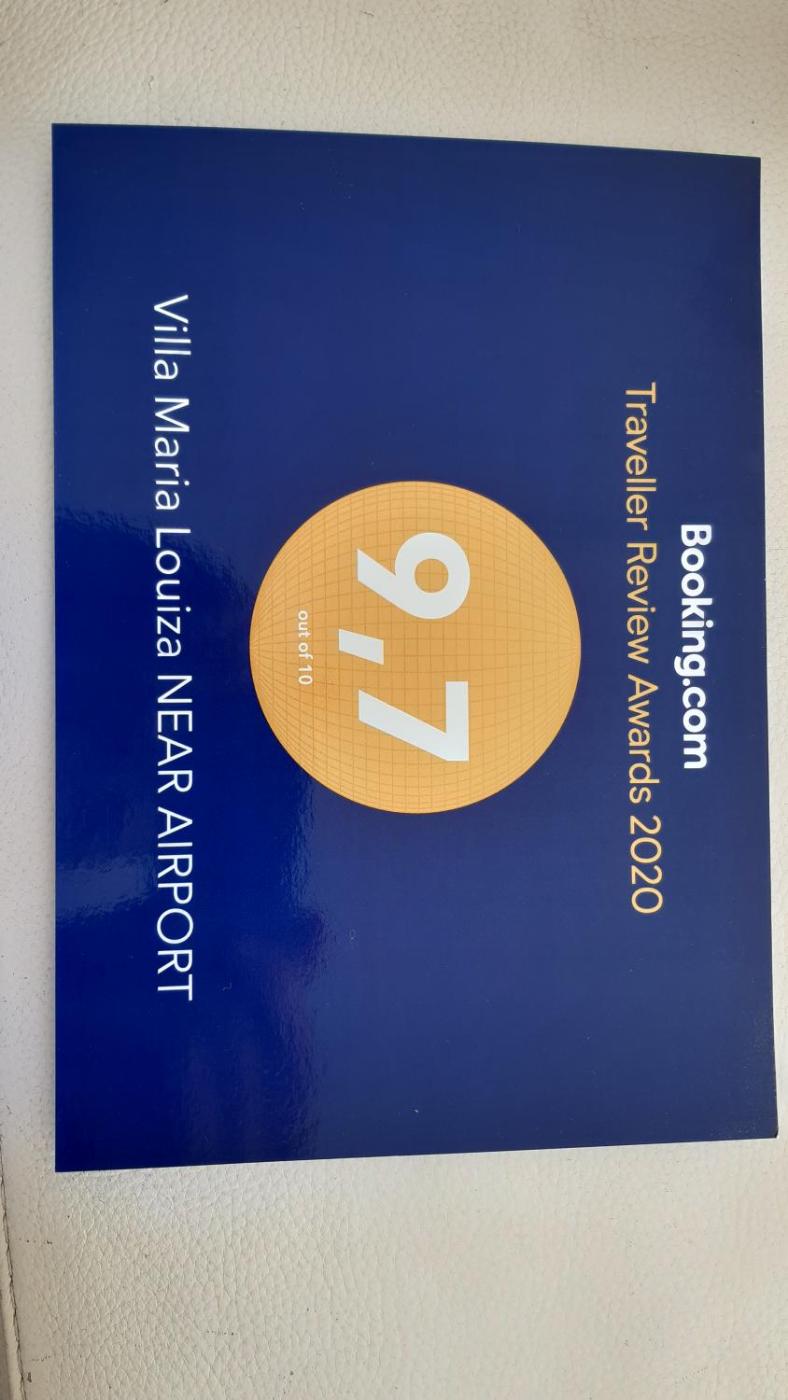 Booking.com
Traveller Review Awards 2020
9,7
out of 10
Villa Maria Louiza NEAR AIRPORT